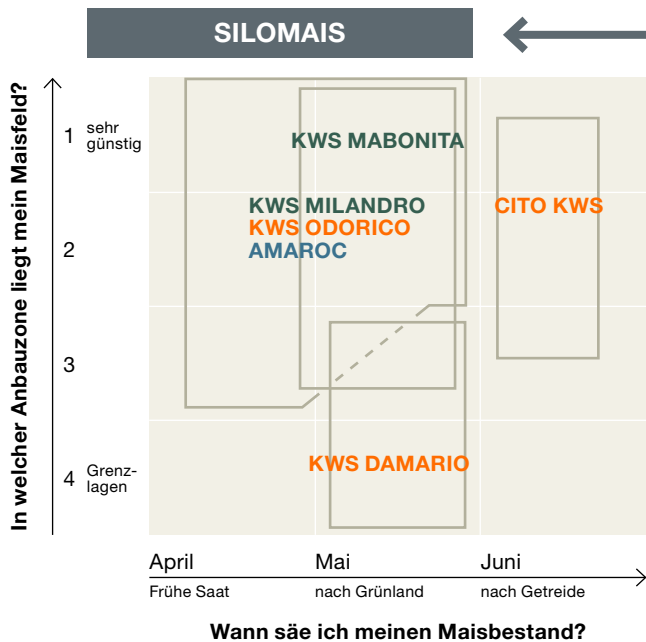 SILOMAIS
In welcher Anbauzone liegt mein Maisfeld?
1 sehr
günstig
KWS MABONITA
KWS MILANDRO
CITO KWS
KWS ODORICO
2 AMAROC
3
4 Grenz-
lagen
KWS DAMARIO
April Mai Juni
Frühe Saat nach Grünland nach Getreide
Wann säe ich meinen Maisbestand?